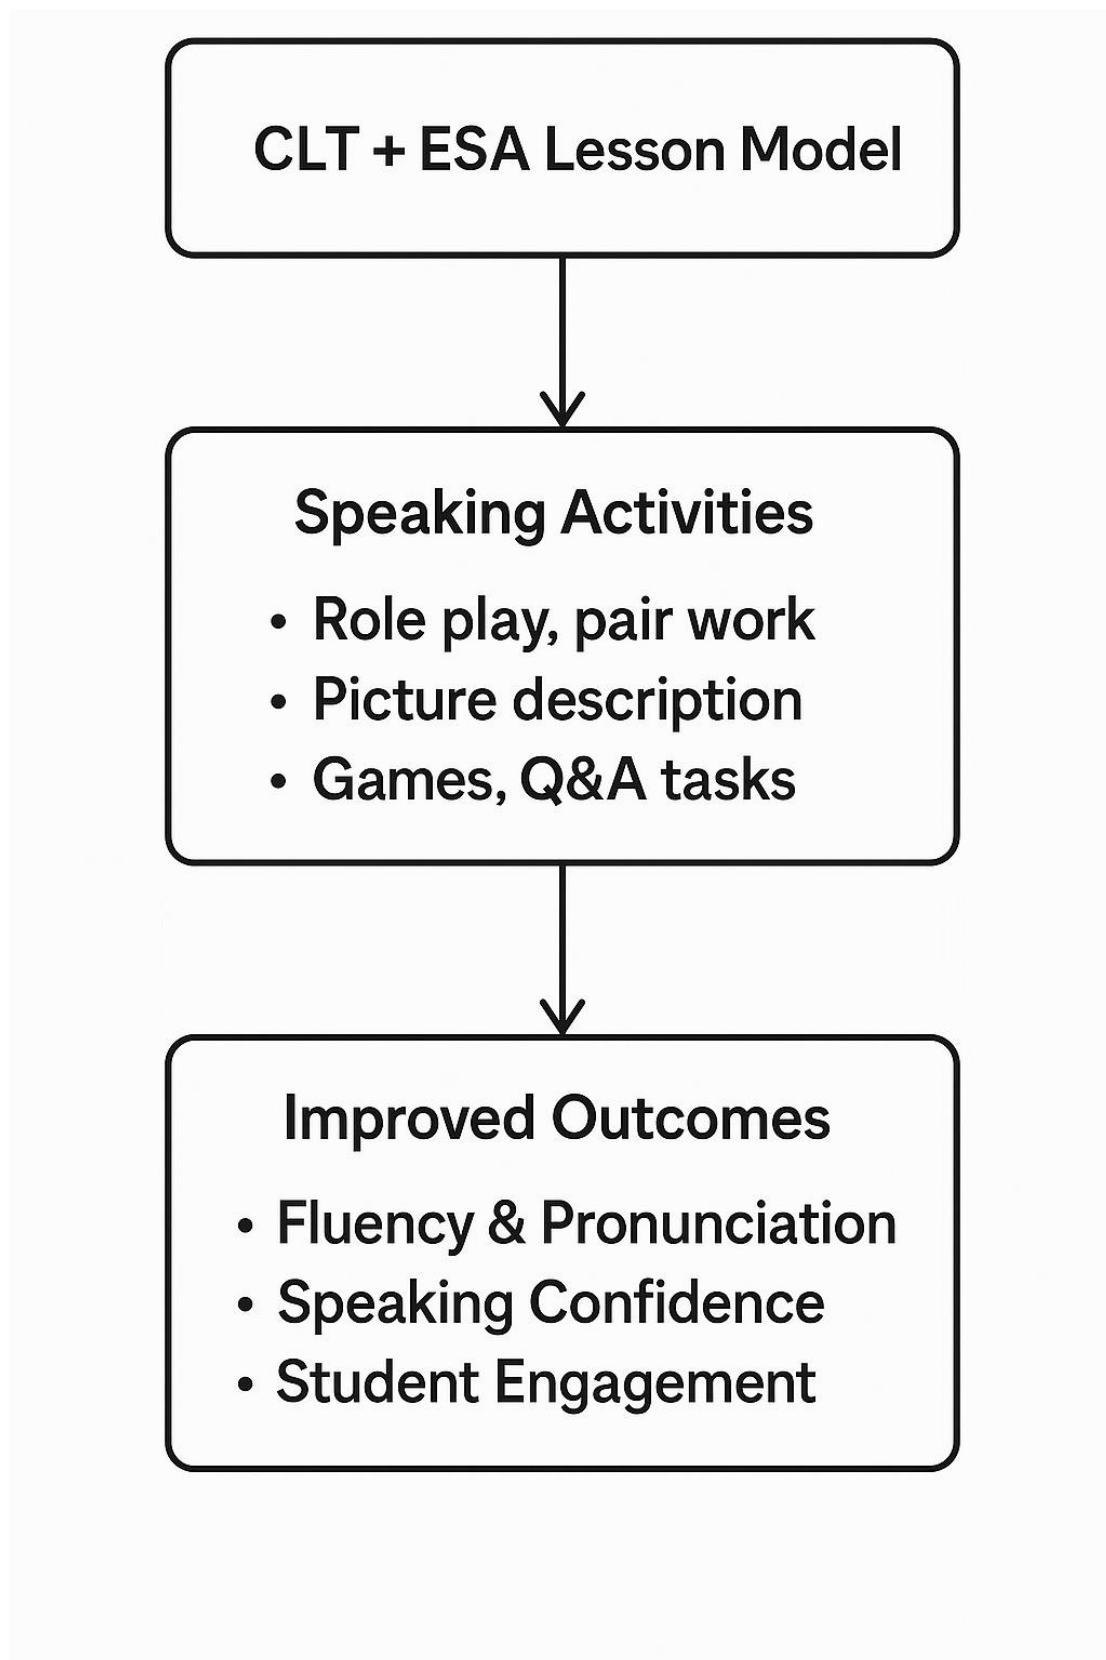 CLT + ESA Lesson Model
Speaking Activities
• Role play, pair work
• Picture description
• Games, Q&A tasks
Improved Outcomes
• Fluency & Pronunciation
• Speaking Confidence
• Student Engagement